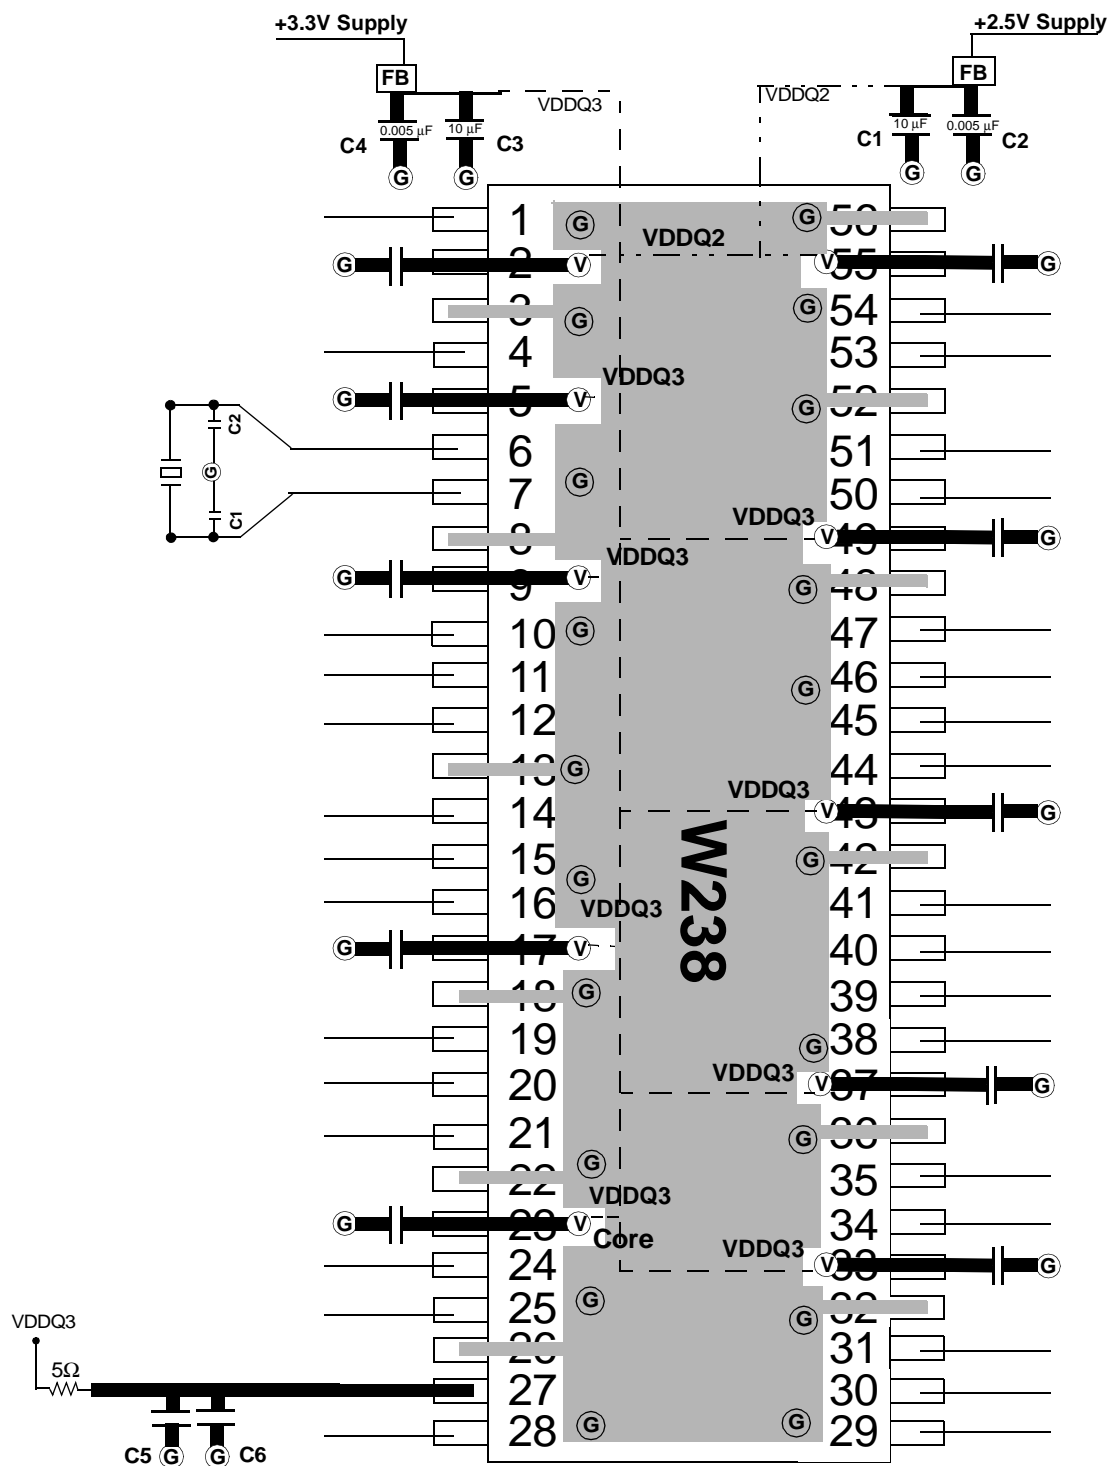 +3.3V Supply
+2.5V Supply
FB
FB
VDDQ3
VDDQ2
0.005 µF
10 µF
10 µF
0.005 µF
C4
C3
C1
C2
G
G
G
G
1
G
G
56
VDDQ2
G
2
V
V
55
G
3
G
G
54
4
53
VDDQ3
G
5
V
G
52
C2
6
51
G
7
G
50
C1
VDDQ3
8
V
49
G
VDDQ3
G
9
V
G
48
10
G
47
11
G
46
12
45
13
G
44
VDDQ3
14
V
43
G
W238
15
G
42
G
16
41
VDDQ3
G
17
V
40
18
G
39
19
G
38
VDDQ3
20
V
37
G
21
G
36
G
22
35
VDDQ3
G
23
V
34
Core
VDDQ3
24
V
33
G
25
G
G
32
VDDQ3
26
31
5Ω
27
30
28
G
G
29
C5
G
G
C6